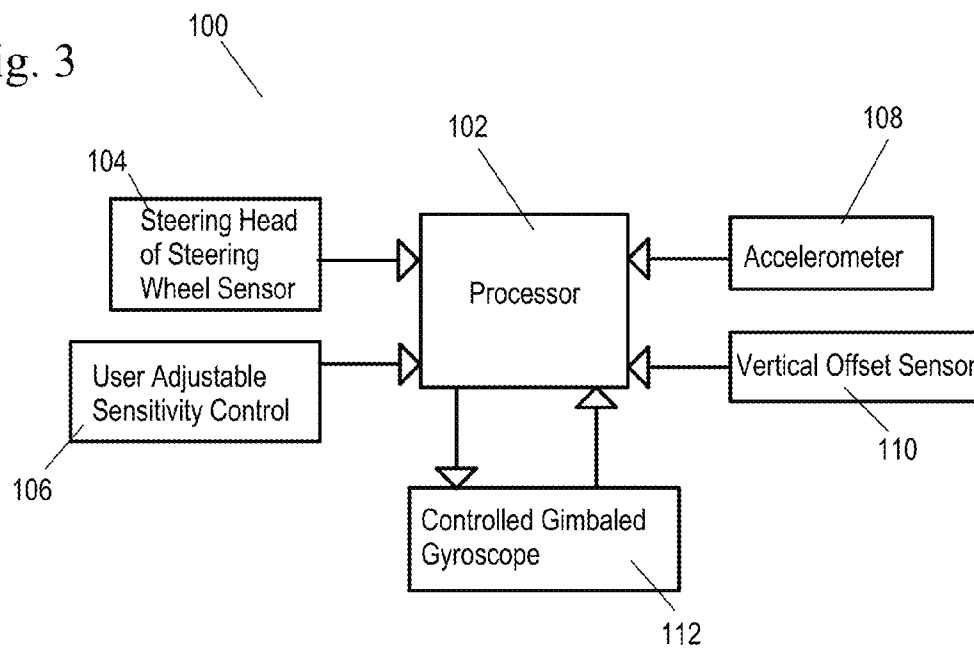 ig. 3
100
102
108
104
Steering Head
of Steering
Wheel Sensor
Processor
Accelerometer
User Adjustable
Sensitivity Control
Vertical Offset Sensor
106
110
Controlled Gimbaled
Gyroscope
112